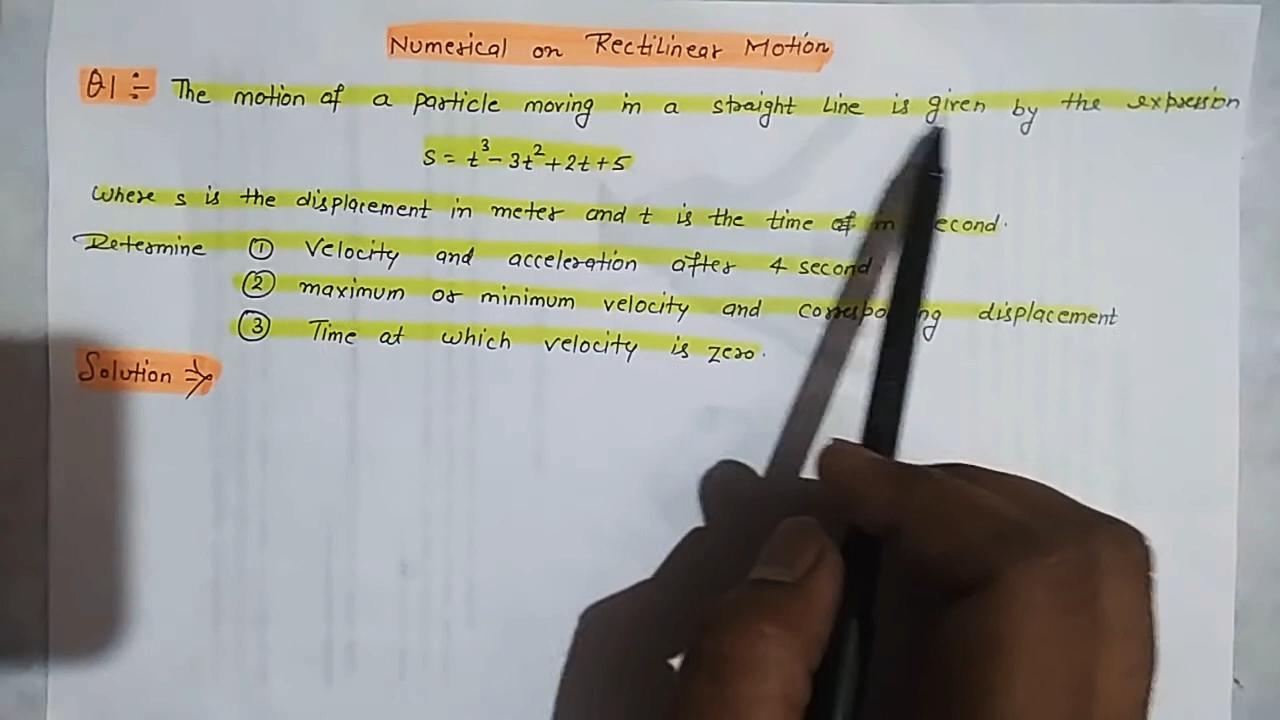 Numerical on Rectilinear Motion
Q1 :- The motion of a particle moving in a straight Line is given by the expression
s = t³ - 3t² + 2t + 5
where s is the displacement in meter and t is the time in econd.
Determine ① Velocity and acceleration after 4 second
② maximum or minimum velocity and displacement
③ Time at which velocity is zero.
Solution ⇒